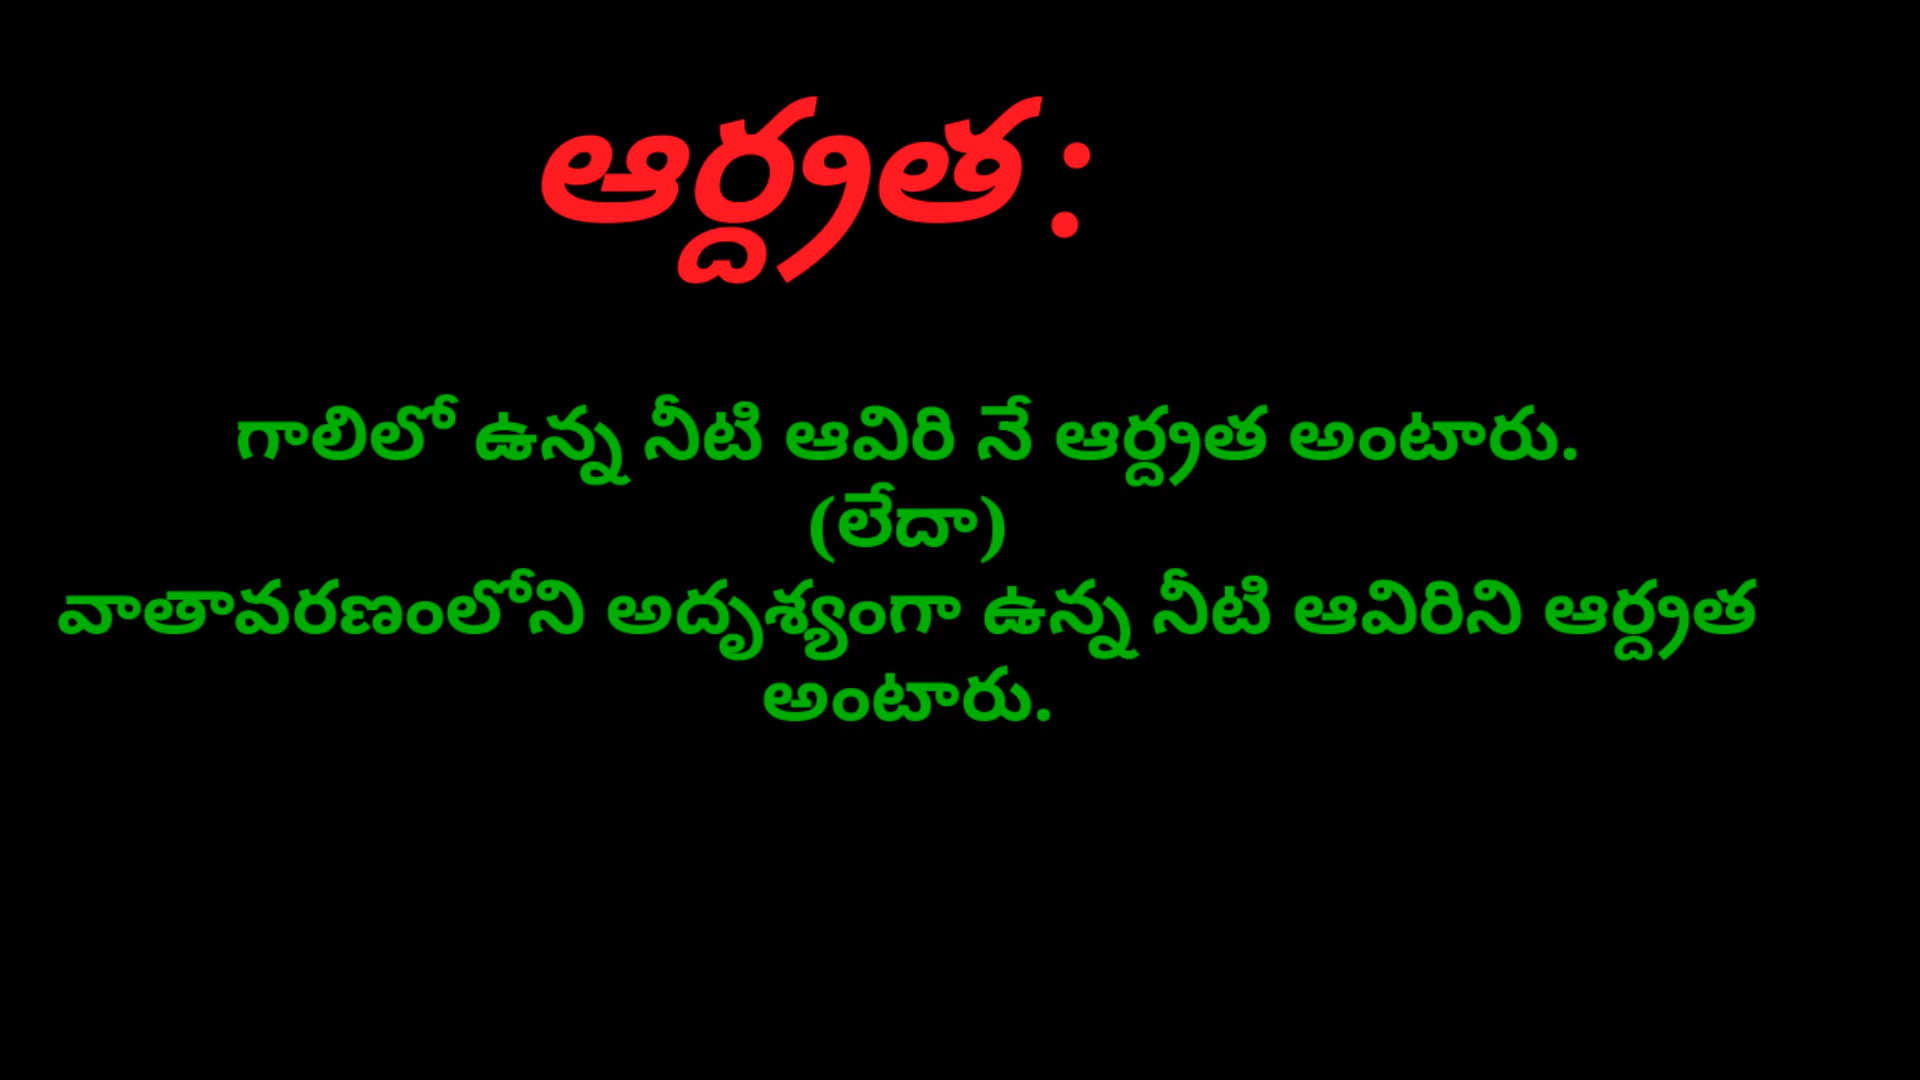 ఆర్ద్రత:
గాలిలో ఉన్న నీటి ఆవిరి నే ఆర్ద్రత అంటారు.
(లేదా)
వాతావరణంలోని అదృశ్యంగా ఉన్న నీటి ఆవిరిని ఆర్ద్రత
అంటారు.